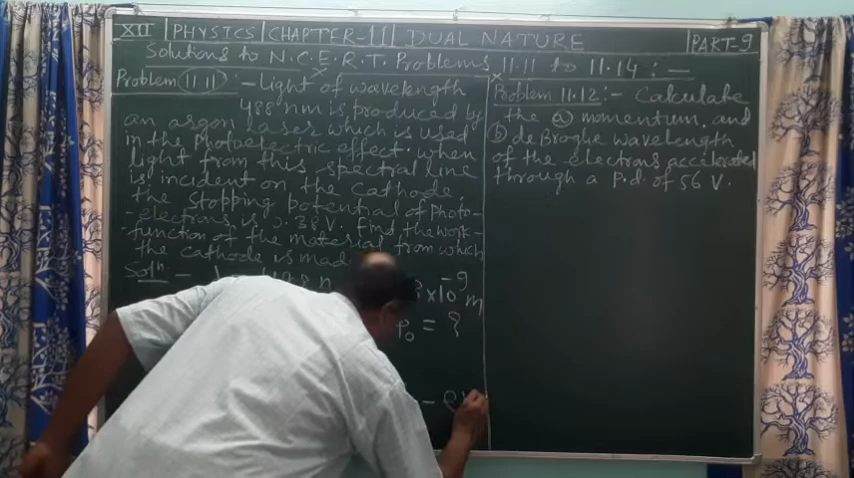 XII PHYSICS CHAPTER-11 DUAL NATURE PART-9
Solutions to N.C.E.R.T. Problems 11.11 to 11.14 :-
Problem 11.11 :- Light of wavelength
488 nm is produced by
an argon laser which is used
in the Photoelectric effect. When
light from this spectral line
is incident on the cathode,
the stopping potential of Photo-
-electrons is 0.38 V. Find the work-
-function of the material from which
the cathode is made
Solⁿ -
×10⁻⁹ m
φ₀ = ?
Problem 11.12 :- Calculate
the (a) momentum, and
(b) de Broglie wavelength
of the electrons accelerated
through a P.d. of 56 V.